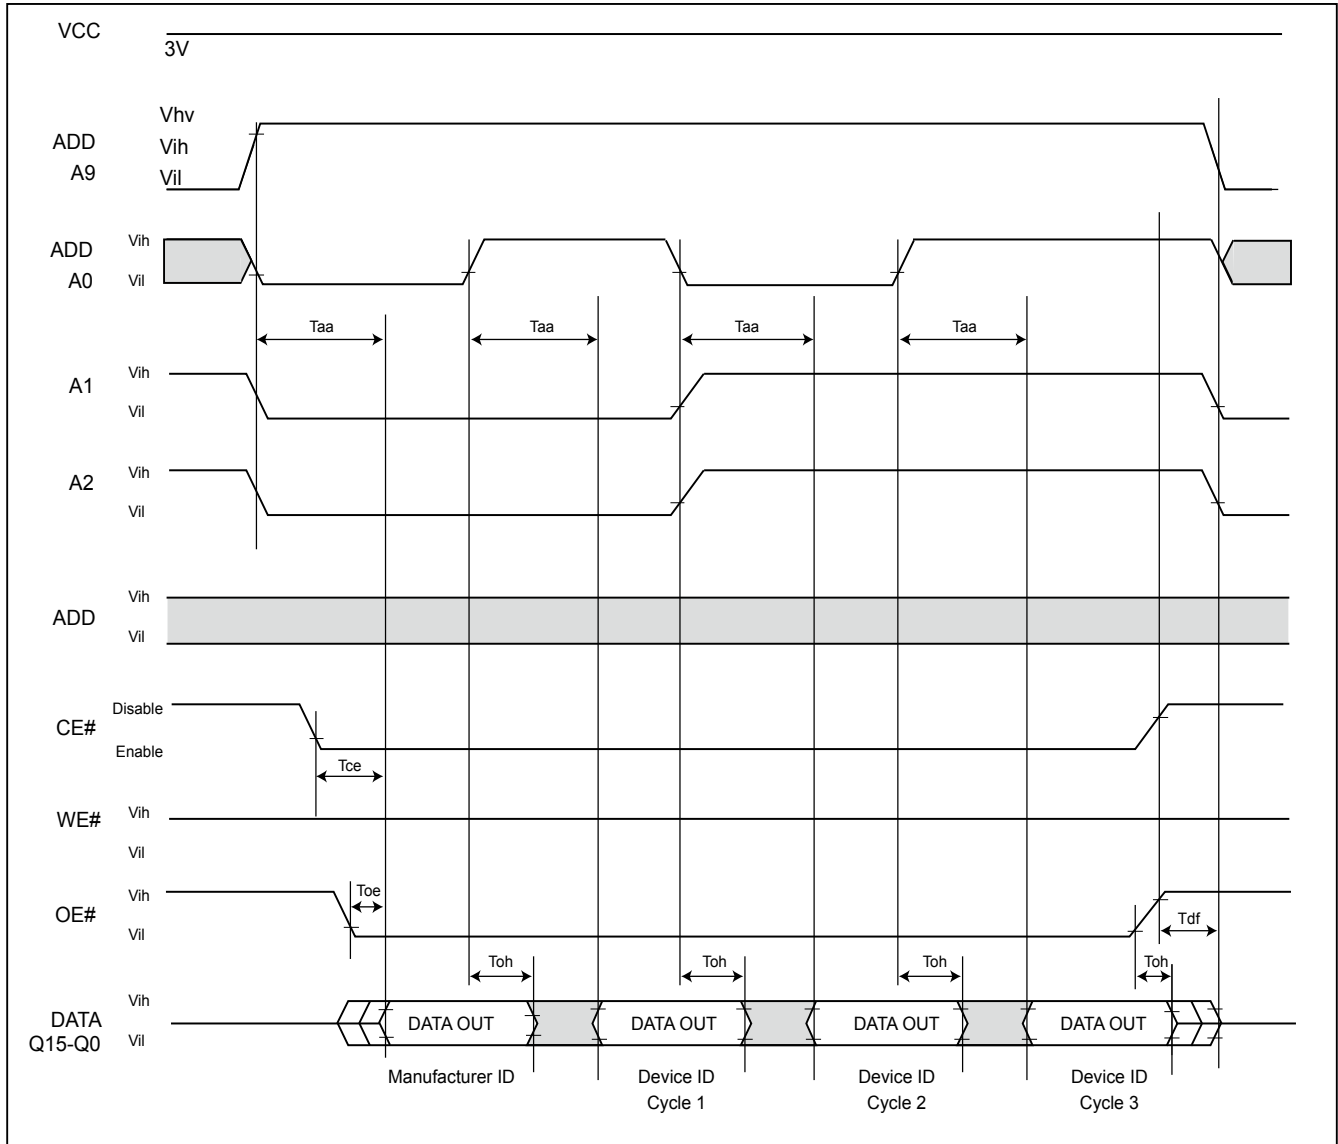 VCC
3V
ADD
A9
Vhv
Vih
Vil
ADD
A0
Vih
Vil
Taa
Taa
Taa
Taa
A1
Vih
Vil
A2
Vih
Vil
ADD
Vih
Vil
CE#
Disable
Enable
Tce
WE#
Vih
Vil
OE#
Vih
Vil
Toe
Tdf
Toh
Toh
Toh
Toh
DATA
Q15-Q0
Vih
Vil
DATA OUT
DATA OUT
DATA OUT
DATA OUT
Manufacturer ID
Device ID
Cycle 1
Device ID
Cycle 2
Device ID
Cycle 3